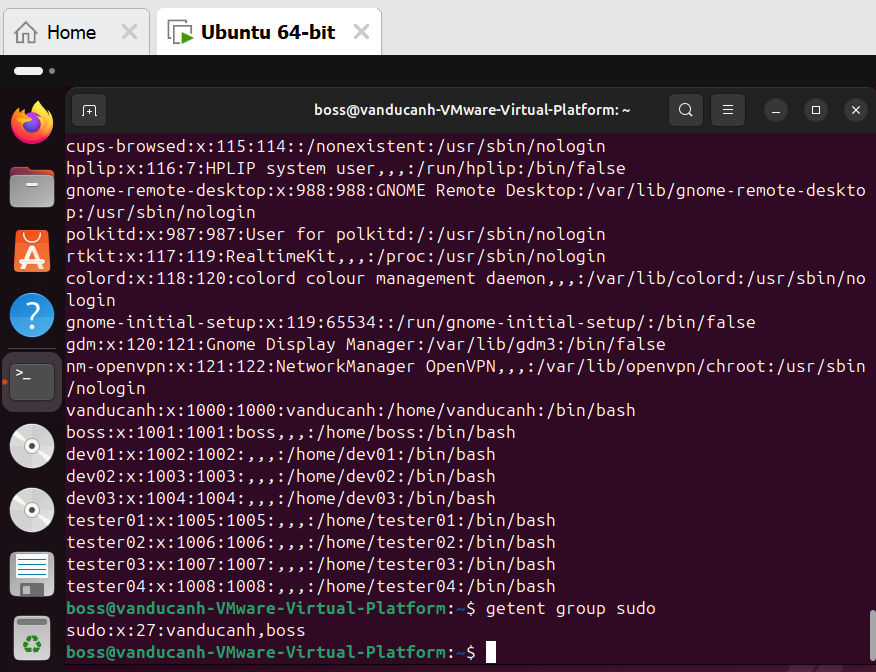 Home
Ubuntu 64-bit
boss@vanducanh-VMware-Virtual-Platform: ~
cups-browsed:x:115:114::/nonexistent:/usr/sbin/nologin
hplip:x:116:7:HPLIP system user,,,:/run/hplip:/bin/false
gnome-remote-desktop:x:988:988:GNOME Remote Desktop:/var/lib/gnome-remote-deskto
p:/usr/sbin/nologin
polkitd:x:987:987:User for polkitd:/:/usr/sbin/nologin
rtkit:x:117:119:RealtimeKit,,,:/proc:/usr/sbin/nologin
colord:x:118:120:colord colour management daemon,,,:/var/lib/colord:/usr/sbin/no
login
gnome-initial-setup:x:119:65534::/run/gnome-initial-setup/:/bin/false
gdm:x:120:121:Gnome Display Manager:/var/lib/gdm3:/bin/false
nm-openvpn:x:121:122:NetworkManager OpenVPN,,,:/var/lib/openvpn/chroot:/usr/sbin
/nologin
vanducanh:x:1000:1000:vanducanh:/home/vanducanh:/bin/bash
boss:x:1001:1001:boss,,,:/home/boss:/bin/bash
dev01:x:1002:1002:,,,:/home/dev01:/bin/bash
dev02:x:1003:1003:,,,:/home/dev02:/bin/bash
dev03:x:1004:1004:,,,:/home/dev03:/bin/bash
tester01:x:1005:1005:,,,:/home/tester01:/bin/bash
tester02:x:1006:1006:,,,:/home/tester02:/bin/bash
tester03:x:1007:1007:,,,:/home/tester03:/bin/bash
tester04:x:1008:1008:,,,:/home/tester04:/bin/bash
boss@vanducanh-VMware-Virtual-Platform:~$ getent group sudo
sudo:x:27:vanducanh,boss
boss@vanducanh-VMware-Virtual-Platform:~$